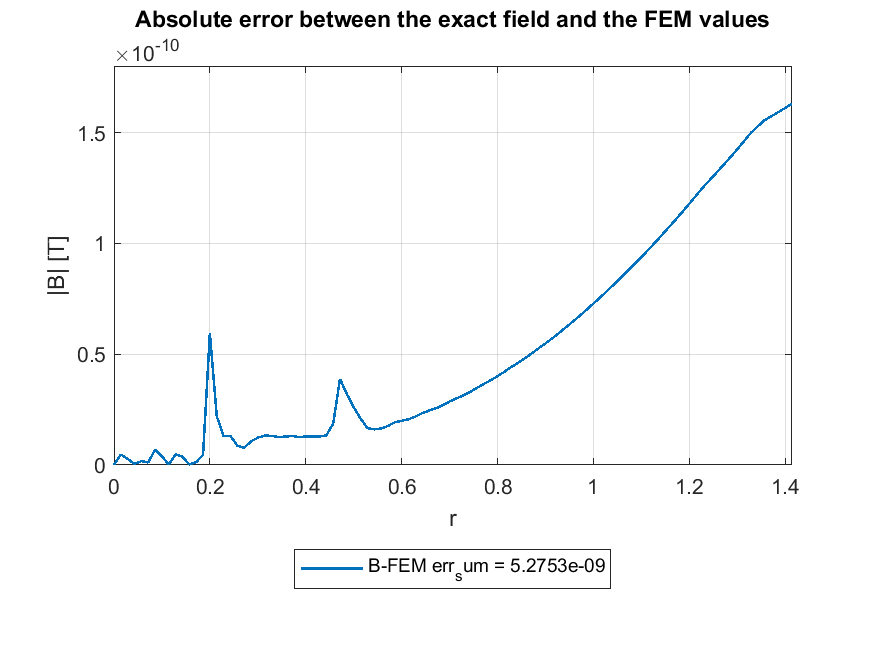 Absolute error between the exact field and the FEM values
×10-10
1.5
1
0.5
0
|B| [T]
0 0.2 0.4 0.6 0.8 1 1.2 1.4
r
B-FEM errsum = 5.2753e-09